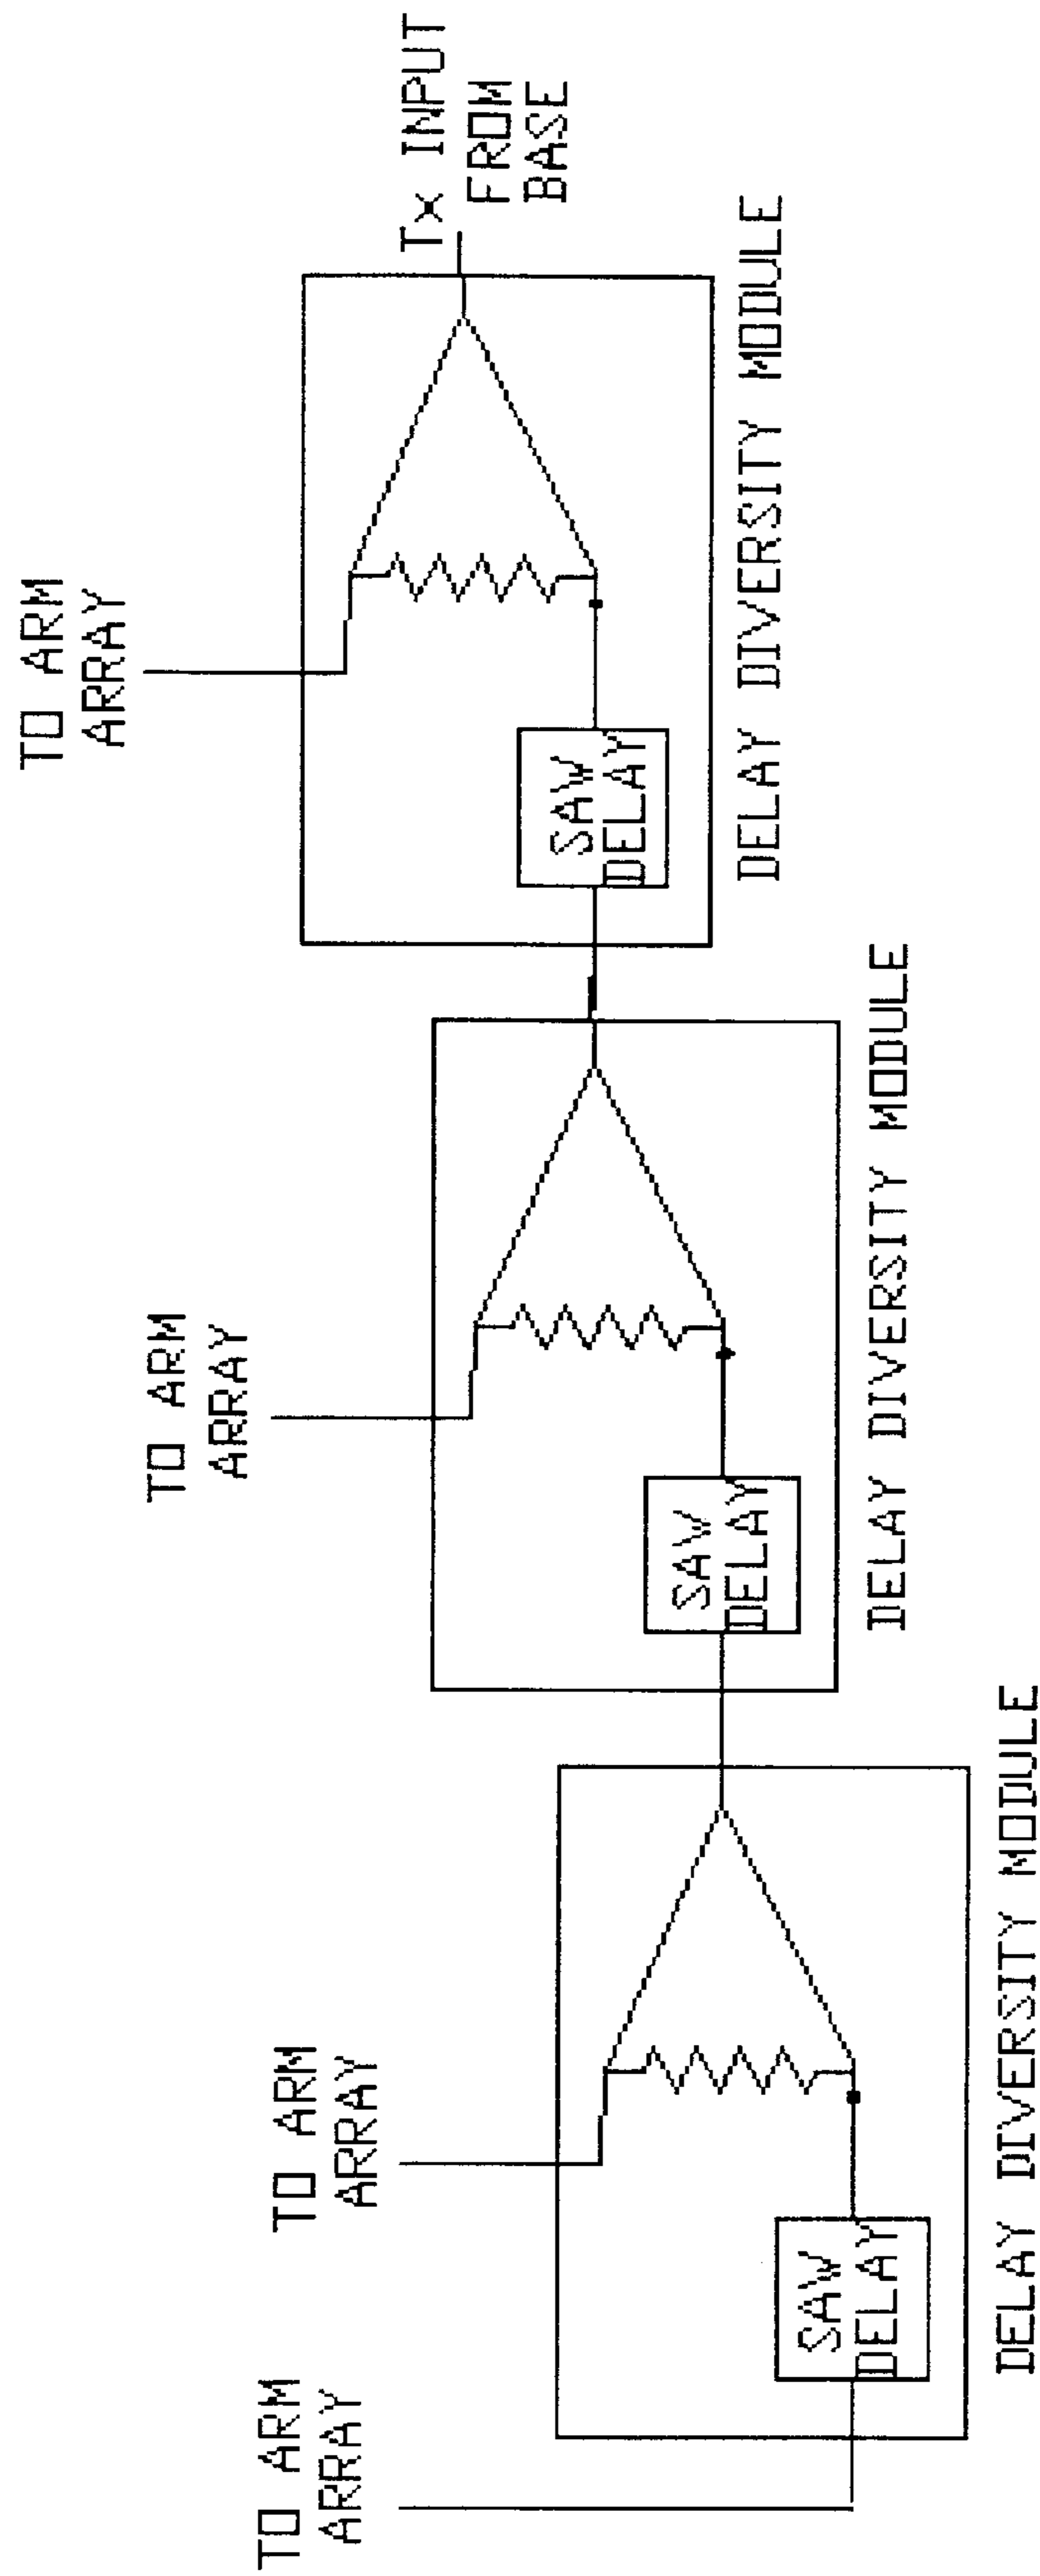 TO ARM
ARRAY
TO ARM
ARRAY
TO ARM
ARRAY
TO ARM
ARRAY
Tx INPUT
FROM
BASE
SAW
DELAY
SAW
DELAY
SAW
DELAY
DELAY DIVERSITY MODULE
DELAY DIVERSITY MODULE
DELAY DIVERSITY MODULE